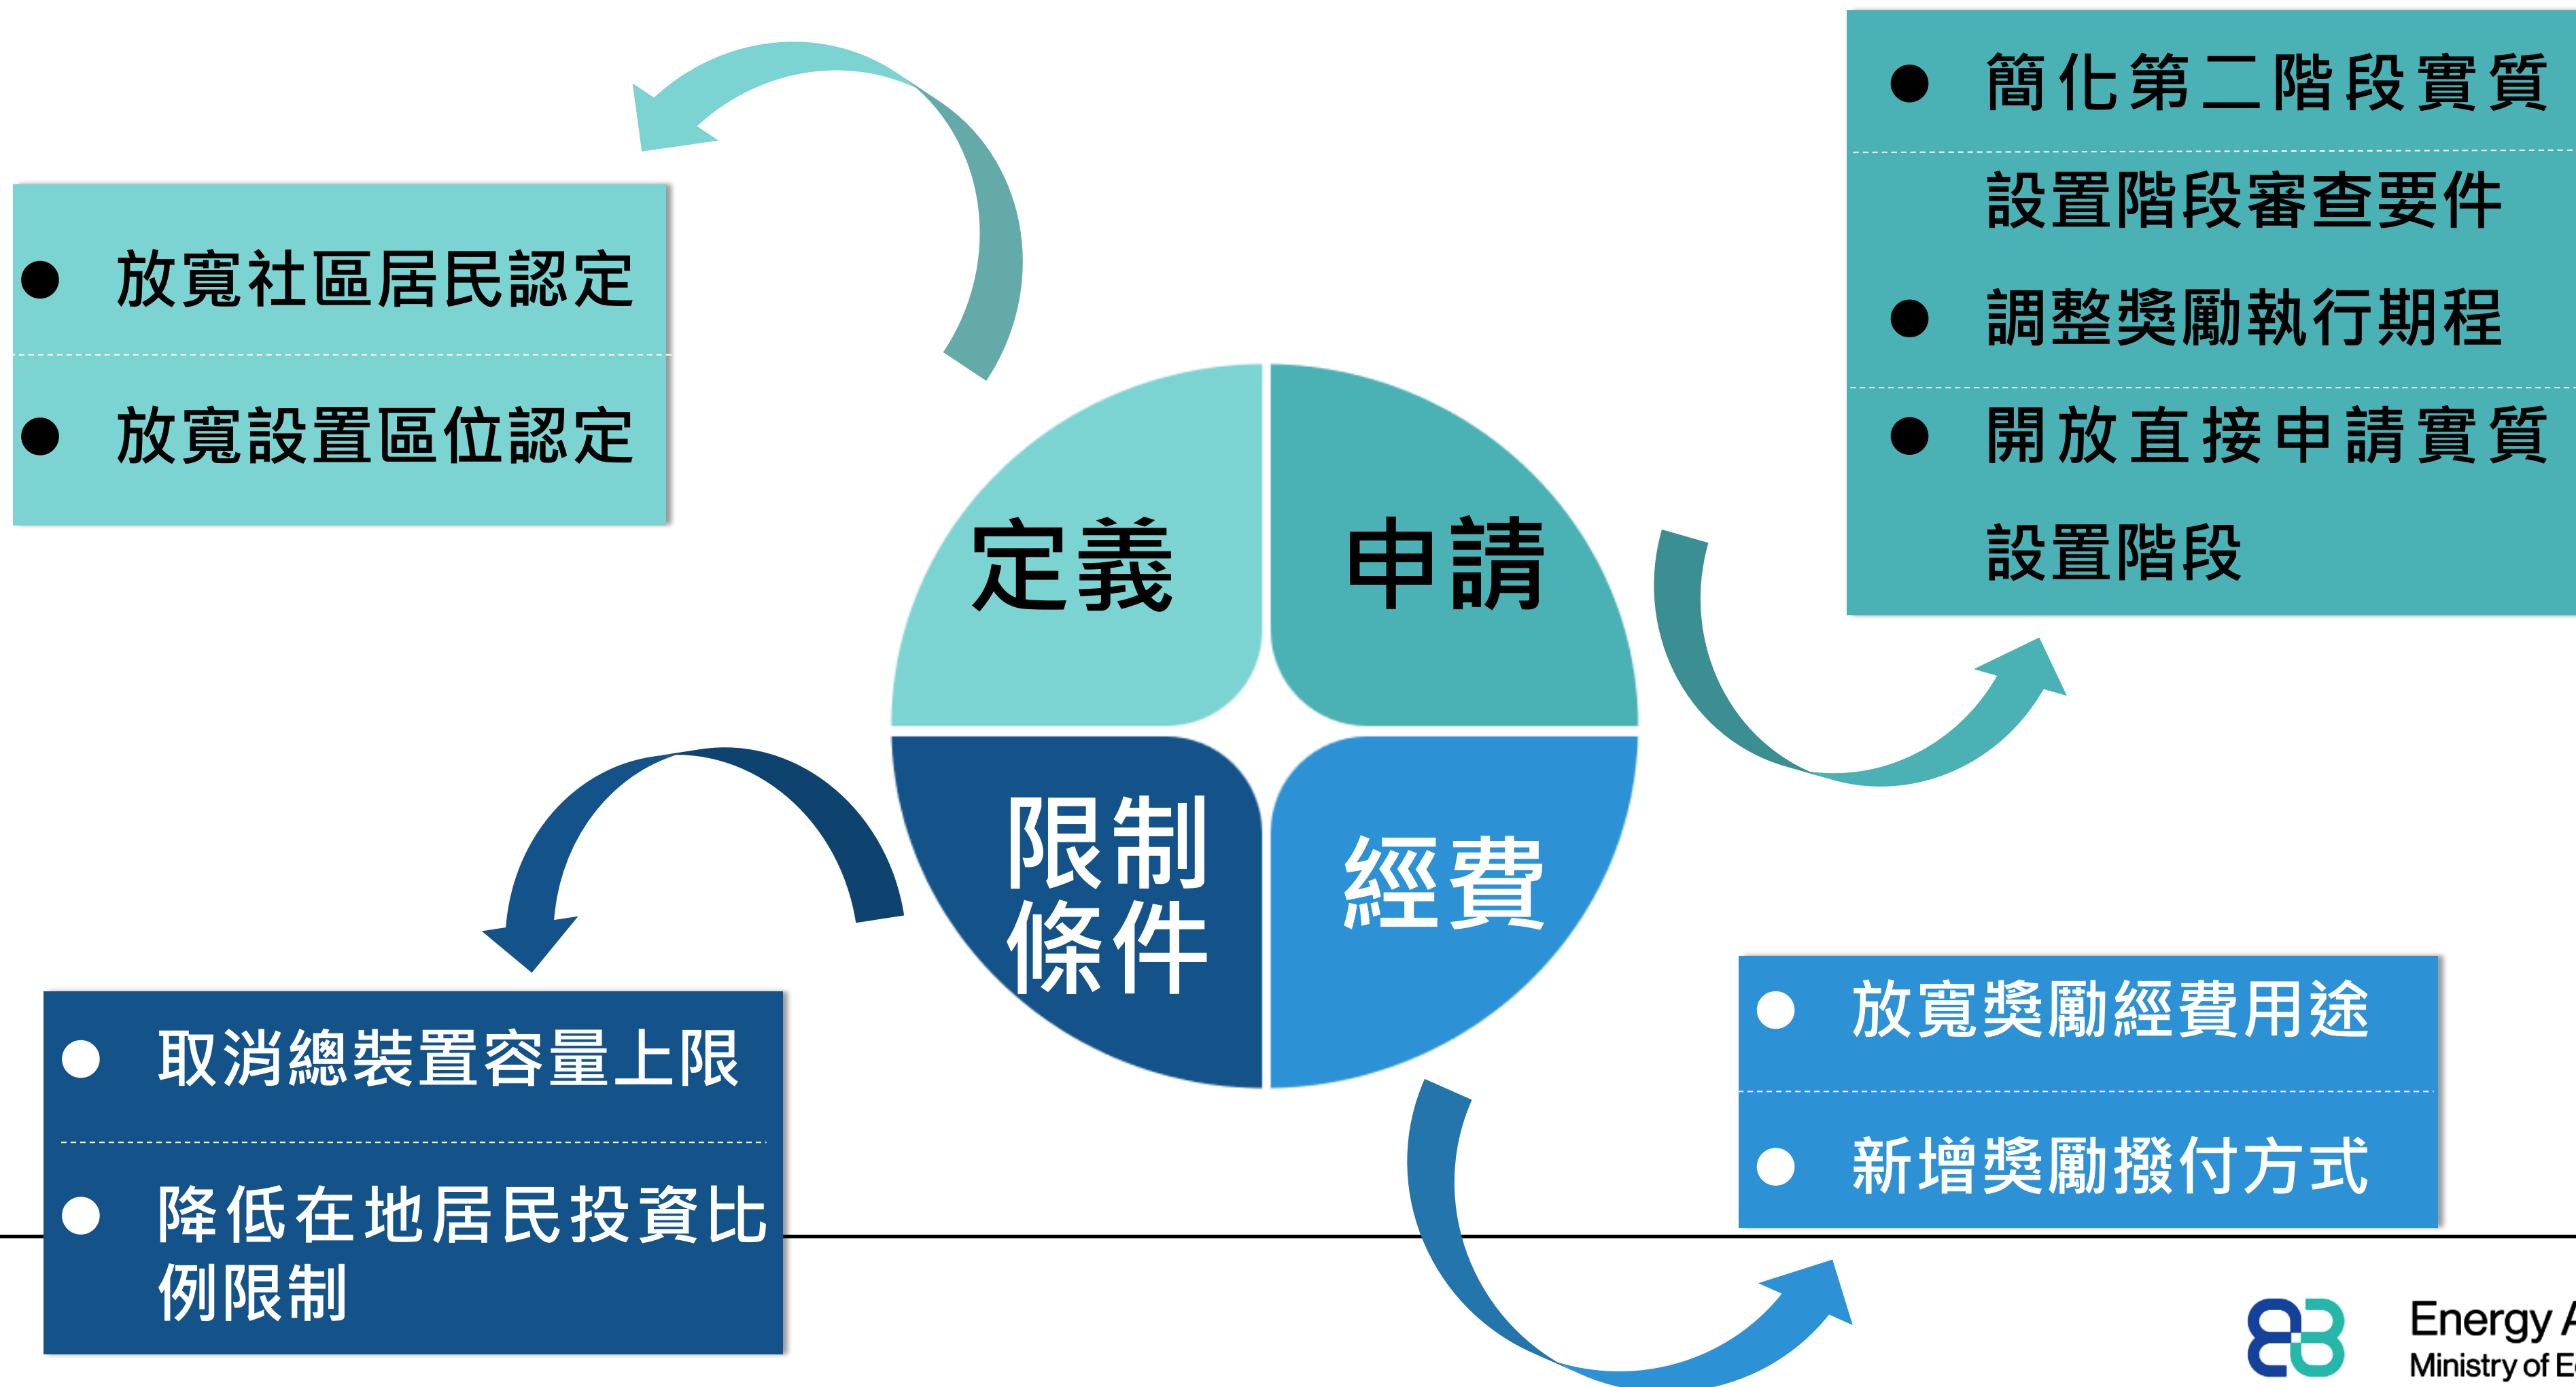 ● 放寬社區居民認定
● 放寬設置區位認定
● 簡化第二階段實質
設置階段審查要件
● 調整獎勵執行期程
● 開放直接申請實質
設置階段
定義
申請
限制
條件
經費
● 取消總裝置容量上限
● 降低在地居民投資比
例限制
● 放寬獎勵經費用途
● 新增獎勵撥付方式
Energy
Ministry of